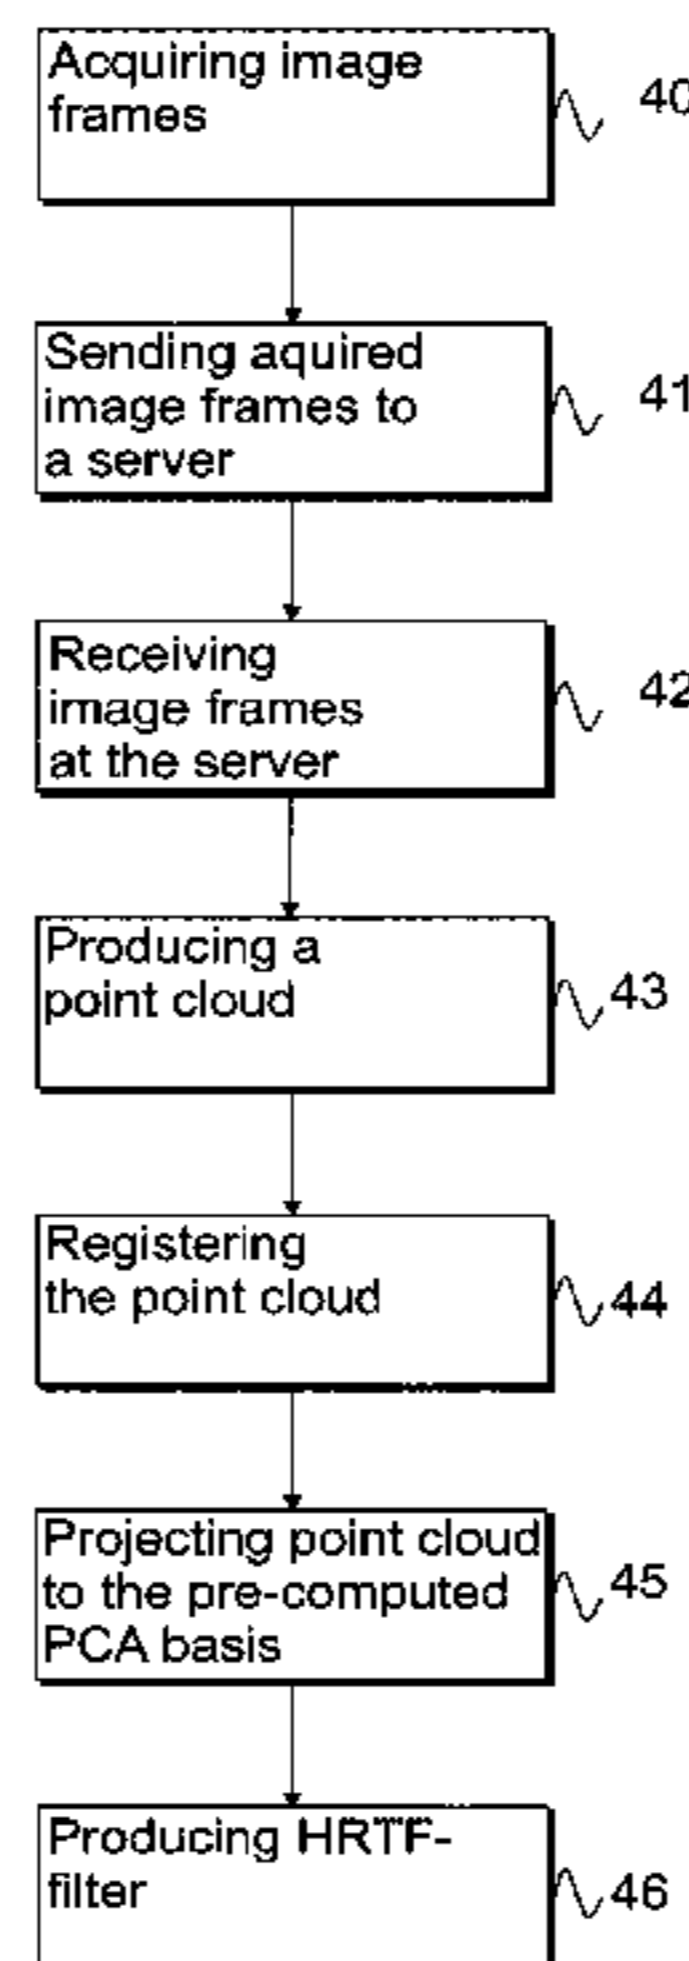 Acquiring image
frames
40
Sending aquired
image frames to
a server
41
Receiving
image frames
at the server
42
Producing a
point cloud
43
Registering
the point cloud
44
Projecting point cloud
to the pre-computed
PCA basis
45
Producing HRTF-
filter
46